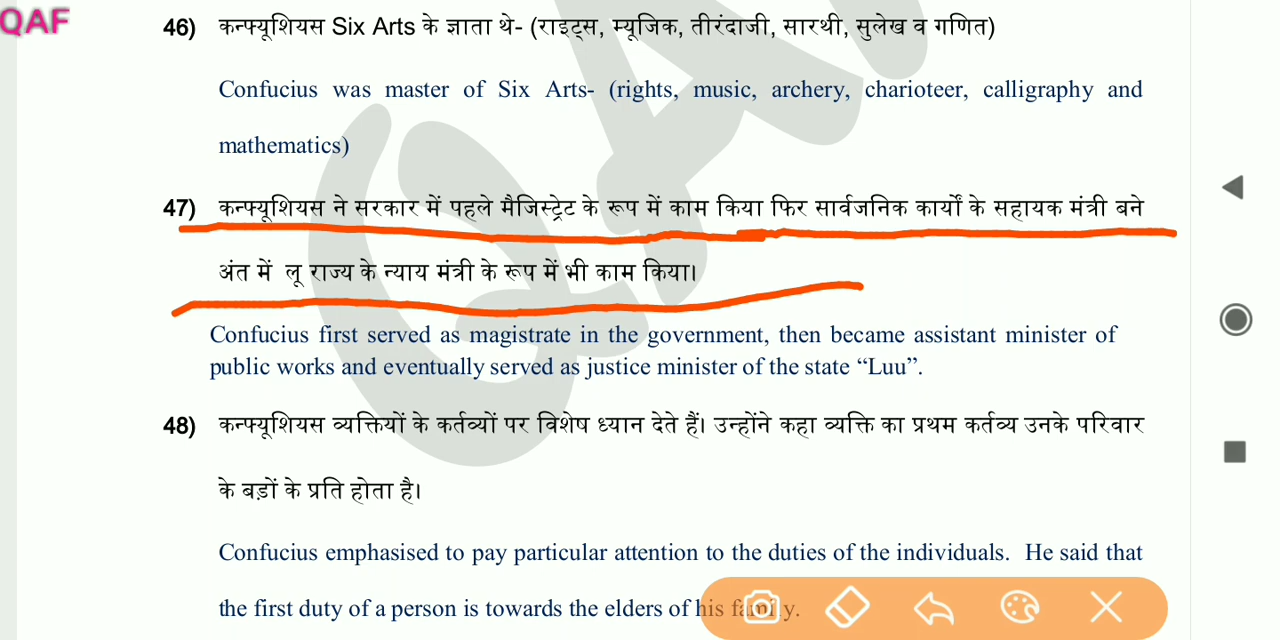 QAF
46) कन्फ्यूशियस Six Arts के ज्ञाता थे- (राइट्स, म्यूजिक, तीरंदाजी, सारथी, सुलेख व गणित)
Confucius was master of Six Arts- (rights, music, archery, charioteer, calligraphy and
mathematics)
47) कन्फ्यूशियस ने सरकार में पहले मैजिस्ट्रेट के रूप में काम किया फिर सार्वजनिक कार्यों के सहायक मंत्री बने
अंत में लू राज्य के न्याय मंत्री के रूप में भी काम किया।
Confucius first served as magistrate in the government, then became assistant minister of
public works and eventually served as justice minister of the state “Luu”.
48) कन्फ्यूशियस व्यक्तियों के कर्तव्यों पर विशेष ध्यान देते हैं। उन्होंने कहा व्यक्ति का प्रथम कर्तव्य उनके परिवार
के बड़ों के प्रति होता है।
Confucius emphasised to pay particular attention to the duties of the individuals. He said that
the first duty of a person is towards the elders of his family.